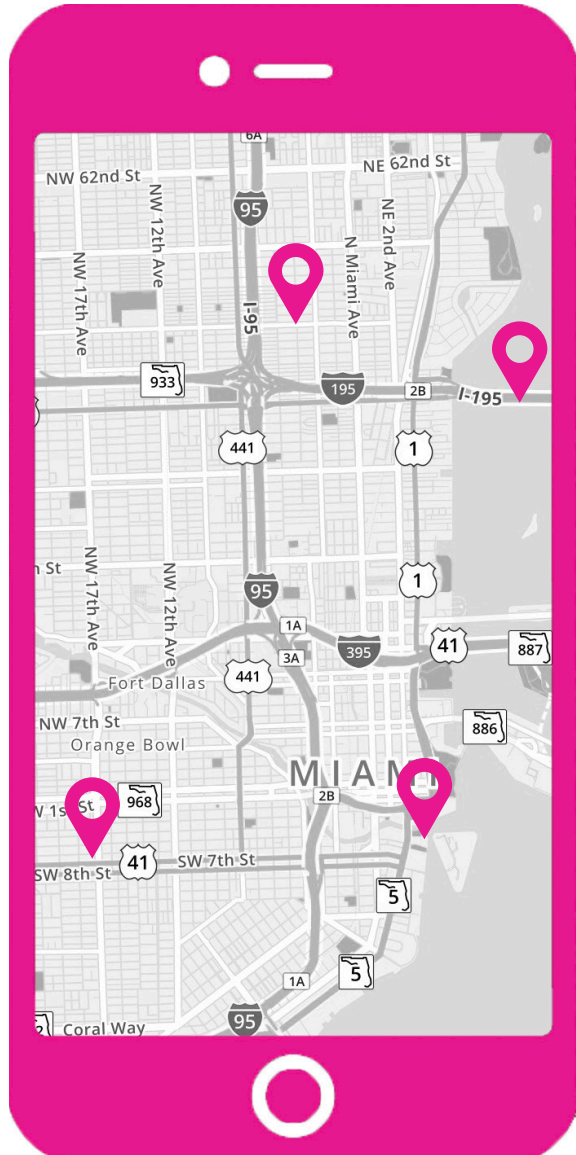 6A
NW 62nd St
NE 62nd St
95
NW 12th Ave
NE 2nd Ave
N Miami Ave
NW 17th Ave
I-95
933
195
2B
I-195
441
1
NW 17th Ave
NW 12th Ave
St
95
1
1A
41
395
887
3A
441
Fort Dallas
NW 7th St
886
Orange Bowl
MIAMI
968
2B
W 1st St
41
SW 7th St
SW 8th St
5
5
1A
95
Coral Way